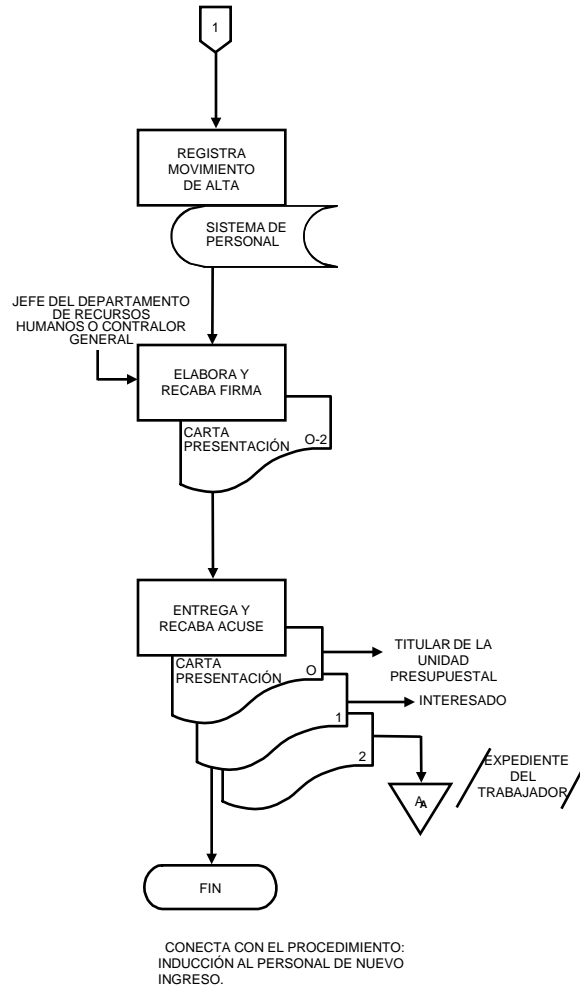 1
REGISTRA
MOVIMIENTO
DE ALTA
SISTEMA DE
PERSONAL
JEFE DEL DEPARTAMENTO
DE RECURSOS
HUMANOS O CONTRALOR
GENERAL
ELABORA Y
RECABA FIRMA
CARTA
PRESENTACIÓN
O-2
ENTREGA Y
RECABA ACUSE
CARTA
PRESENTACIÓN
O
TITULAR DE LA
UNIDAD
PRESUPUESTAL
INTERESADO
1
2
EXPEDIENTE
DEL
TRABAJADOR
A
A
FIN
CONECTA CON EL PROCEDIMIENTO:
INDUCCIÓN AL PERSONAL DE NUEVO
INGRESO.